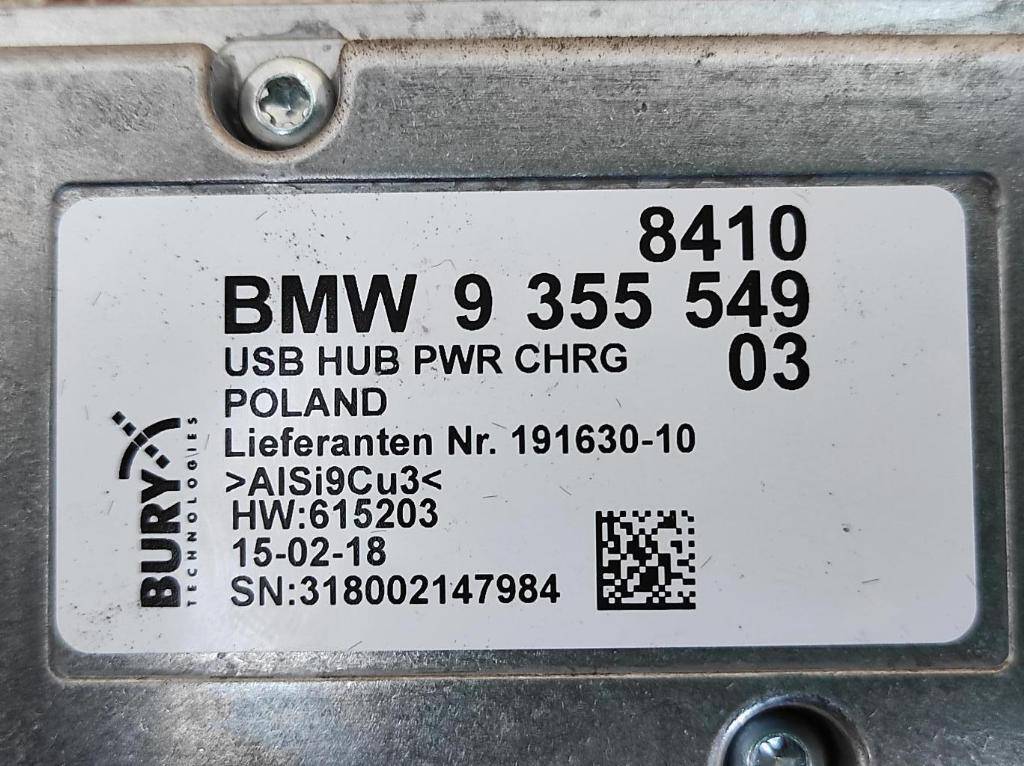 8410
BMW 9 355 549
USB HUB PWR CHRG 03
POLAND
Lieferanten Nr. 191630-10
>AlSi9Cu3<
HW:615203
15-02-18
SN:318002147984
BURY
TECHNOLOGIES